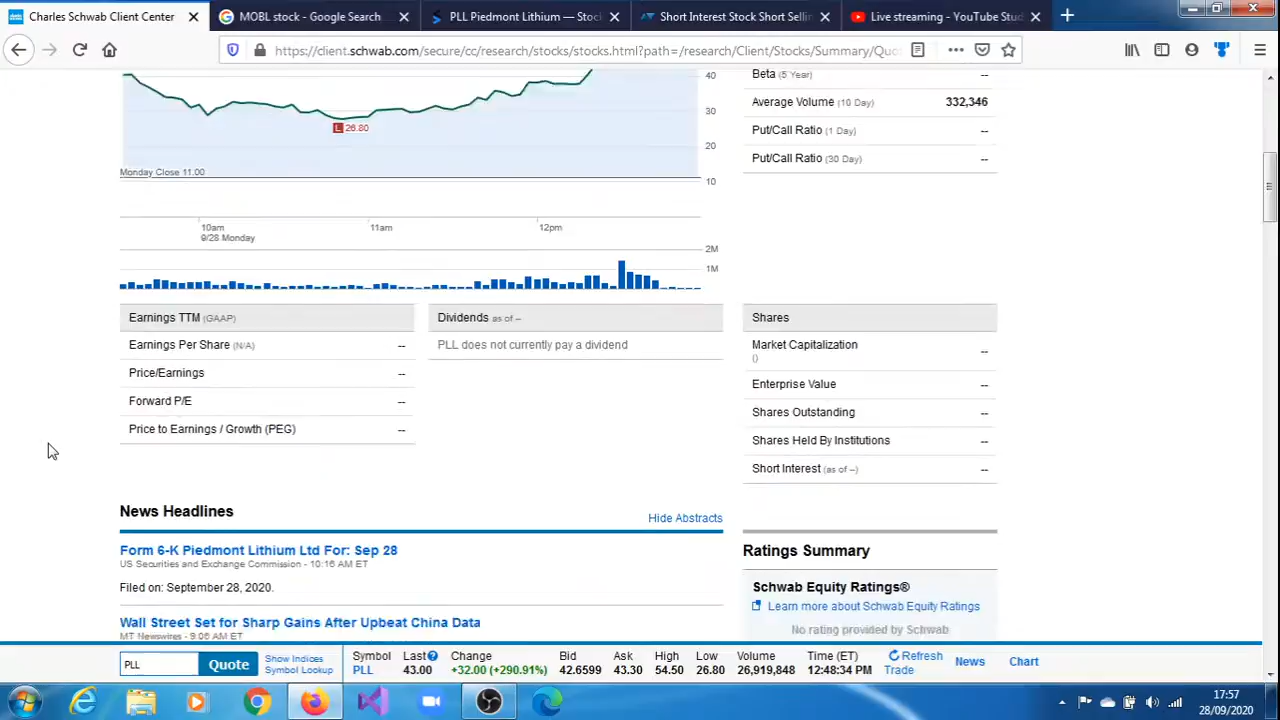 Charles Schwab Client Center
MOBL stock - Google Search
PLL Piedmont Lithium — Stoc
Short Interest Stock Short Selli
Live streaming - YouTube Stud
https://client.schwab.com/secure/cc/research/stocks/stocks.html?path=/research/Client/Stocks/Summary/Quo
40
30
20
10
L 26.80
Monday Close 11.00
10am
11am
12pm
9/28 Monday
2M
1M
Beta (5 Year) --
Average Volume (10 Day) 332,346
Put/Call Ratio (1 Day) --
Put/Call Ratio (30 Day) --
Earnings TTM (GAAP)
Earnings Per Share (N/A) --
Price/Earnings --
Forward P/E --
Price to Earnings / Growth (PEG) --
Dividends as of –
PLL does not currently pay a dividend
Shares
Market Capitalization --
()
Enterprise Value --
Shares Outstanding --
Shares Held By Institutions --
Short Interest (as of –) --
News Headlines
Hide Abstracts
Form 6-K Piedmont Lithium Ltd For: Sep 28
US Securities and Exchange Commission - 10:16 AM ET
Filed on: September 28, 2020.
Wall Street Set for Sharp Gains After Upbeat China Data
MT Newswires - 9:06 AM ET
Ratings Summary
Schwab Equity Ratings®
Learn more about Schwab Equity Ratings
No rating provided by Schwab
PLL
Quote
Show Indices
Symbol Lookup
Symbol Last Change Bid Ask High Low Volume Time (ET) Refresh
PLL 43.00 +32.00 (+290.91%) 42.6599 43.30 54.50 26.80 26,919,848 12:48:34 PM Trade
News
Chart
17:57
28/09/2020